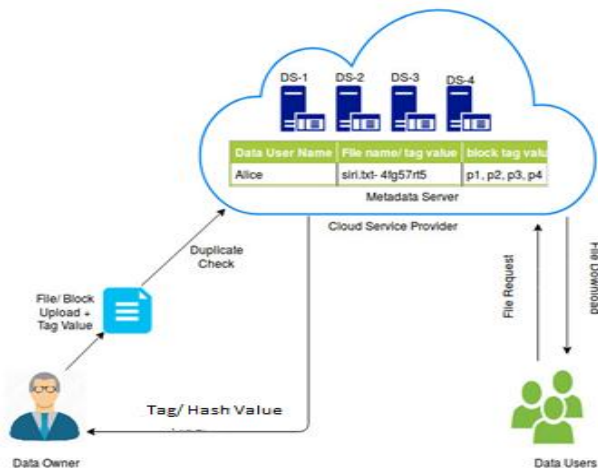 DS-1 DS-2 DS-3 DS-4
Data User Name File name/ tag value block tag valu
Alice siri.txt- 4fg57rt5 p1, p2, p3, p4
Metadata Server
Cloud Service Provider
Duplicate
Check
File/ Block
Upload +
Tag Value
File Request
File Download
Tag/ Hash Value
Data Owner
Data Users